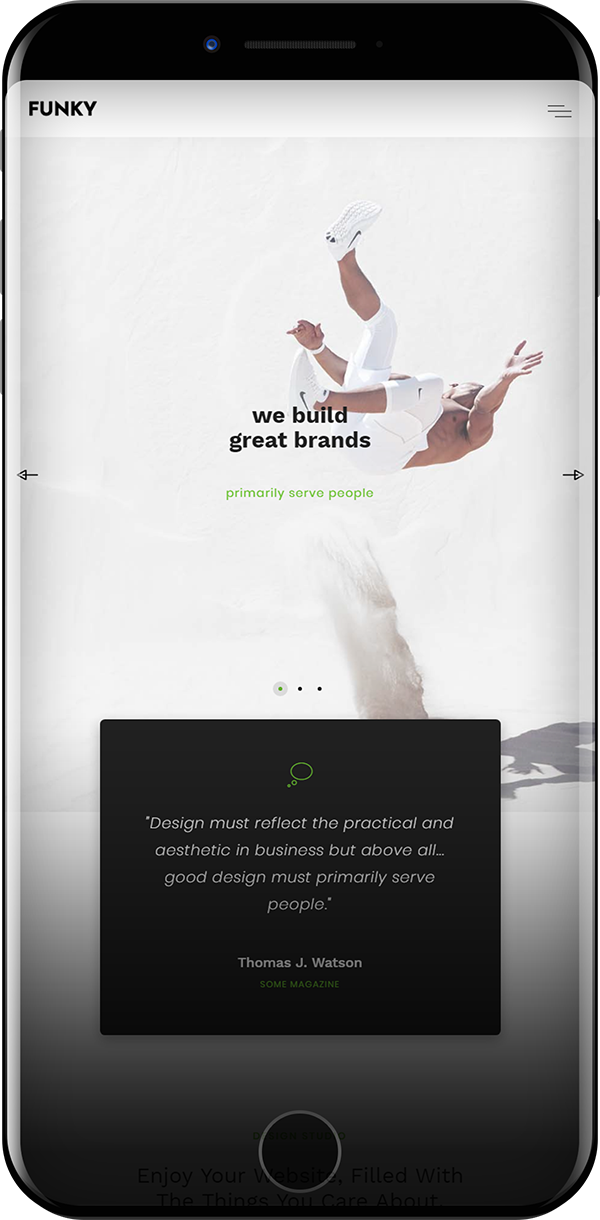 FUNKY
we build
great brands
primarily serve people
"Design must reflect the practical and
aesthetic in business but above all...
good design must primarily serve
people."
Thomas J. Watson
SOME MAGAZINE
DESIGN STUDIO
Enjoy Your Website, Filled With
The Things You Care About.